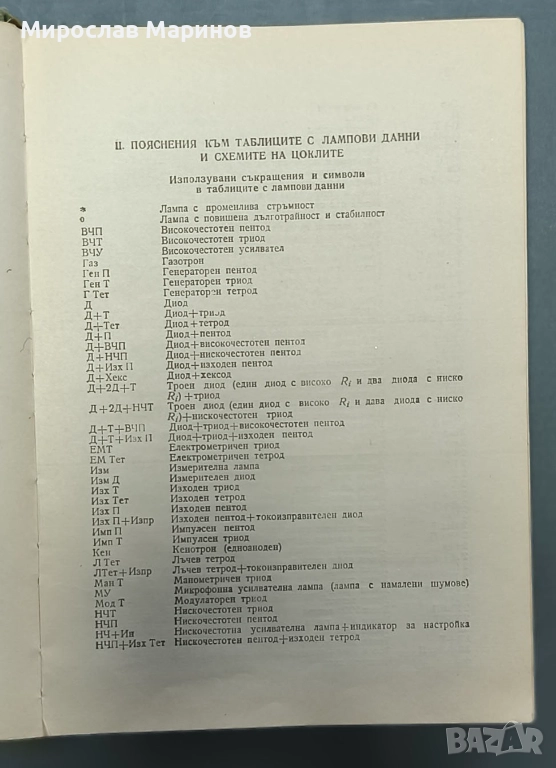 Мирослав Маринов
II. ПОЯСНЕНИЯ КЪМ ТАБЛИЦИТЕ С ЛАМПОВИ ДАННИ
И СХЕМИТЕ НА ЦОКЛИТЕ
Използувани съкращения и символи
в таблиците с лампови данни
* Лампа с променлива стръмност
Лампа с повишена дълготрайност и стабилност
ВЧП Високочестотен пентод
ВЧТ Високочестотен триод
ВЧУ Високочестотен усилвател
Газ Газотрон
Ген П Генераторен пентод
Ген Т Генераторен триод
Г Тет Генераторен тетрод
Д Диод
Д+Т Диод+триод
Д+Тет Диод+тетрод
Д+П Диод+пентод
Д+ВЧП Диод+високочестотен пентод
Д+НЧП Диод+нискочестотен пентод
Д+Изх П Диод+изходен пентод
Д+Хекс Диод+хексод
Д+2Д+Т Троен диод (един диод с високо Ri и два диода с ниско
Ri) +триод
Д+2Д+НЧТ Троен диод (един диод с високо Ri и два диода с ниско
Ri)+нискочестотен триод
Д+Т+ВЧП Диод+триод+високочестотен пентод
Д+Т+Изх П Диод+триод+изходен пентод
ЕМТ Електрометричен триод
ЕМ Тет Електрометричен тетрод
Изм Измерителна лампа
Изм Д Измерителен диод
Изх Т Изходен триод
Изх Тет Изходен тетрод
Изх П Изходен пентод
Изх П+Изпр Изходен пентод+токоизправителен диод
Имп П Импулсен пентод
Имп Т Импулсен триод
Кен Кенотрон (едноаноден)
Л Тет Лъчев тетрод
ЛТет+Изпр Лъчев тетрод+токоизправителен диод
Ман Т Манометричен триод
МУ Микрофонна усилвателна лампа (лампа с намалени шумове)
Мод Т Модулаторен триод
НЧТ Нискочестотен триод
НЧП Нискочестотен пентод
НЧ+Ин Нискочестотна усилвателна лампа+индикатор за настройка
НЧП+Изх Тет Нискочестотен пентод+изходен тетрод
BAZAR